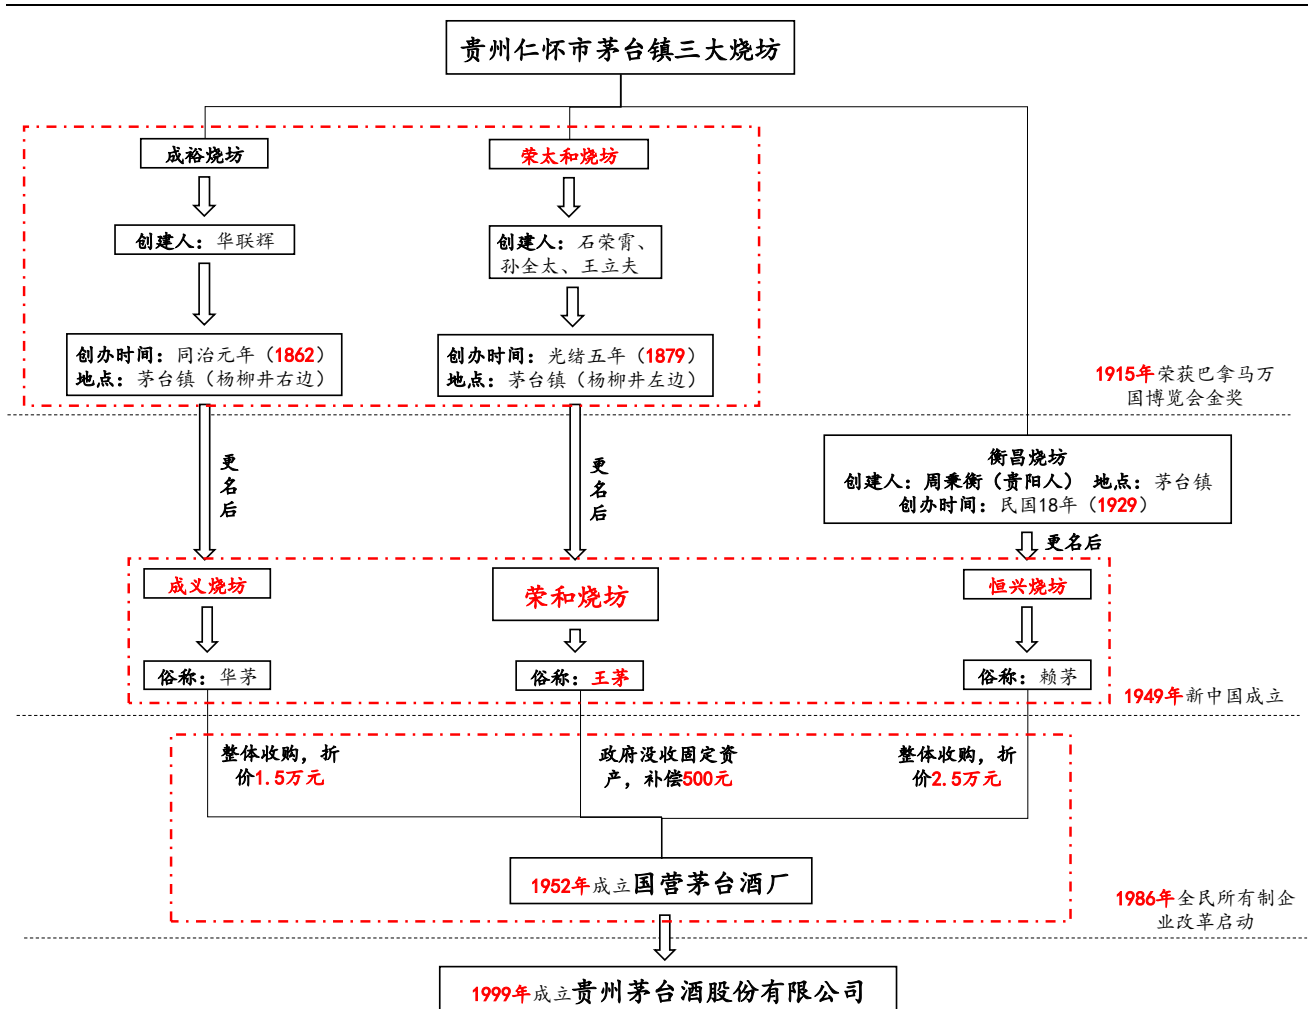 贵州仁怀市茅台镇三大烧坊
成裕烧坊
荣太和烧坊
创建人：华联辉
创建人：石荣霄、
孙全太、王立夫
创办时间：同治元年（1862）
地点：茅台镇（杨柳井右边）
创办时间：光绪五年（1879）
地点：茅台镇（杨柳井左边）
1915年荣获巴拿马万
国博览会金奖
更
名
后
更
名
后
衡昌烧坊
创建人：周秉衡（贵阳人） 地点：茅台镇
创办时间：民国18年（1929）
更名后
成义烧坊
荣和烧坊
恒兴烧坊
俗称：华茅
俗称：王茅
俗称：赖茅
1949年新中国成立
整体收购，折
价1.5万元
政府没收固定资
产，补偿500元
整体收购，折
价2.5万元
1952年成立国营茅台酒厂
1986年全民所有制企
业改革启动
1999年成立贵州茅台酒股份有限公司